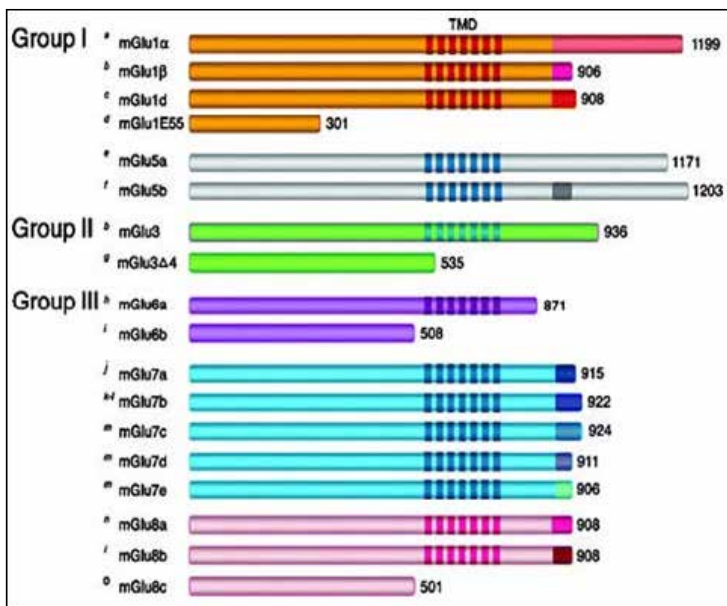 TMD
Group I a mGlu1α 1199
b mGlu1β 906
c mGlu1d 908
d mGlu1E55 301
e mGlu5a 1171
f mGlu5b 1203
Group II b mGlu3 936
g mGlu3Δ4 535
Group III h mGlu6a 871
i mGlu6b 508
j mGlu7a 915
k-l mGlu7b 922
m mGlu7c 924
m mGlu7d 911
m mGlu7e 906
n mGlu8a 908
i mGlu8b 908
o mGlu8c 501